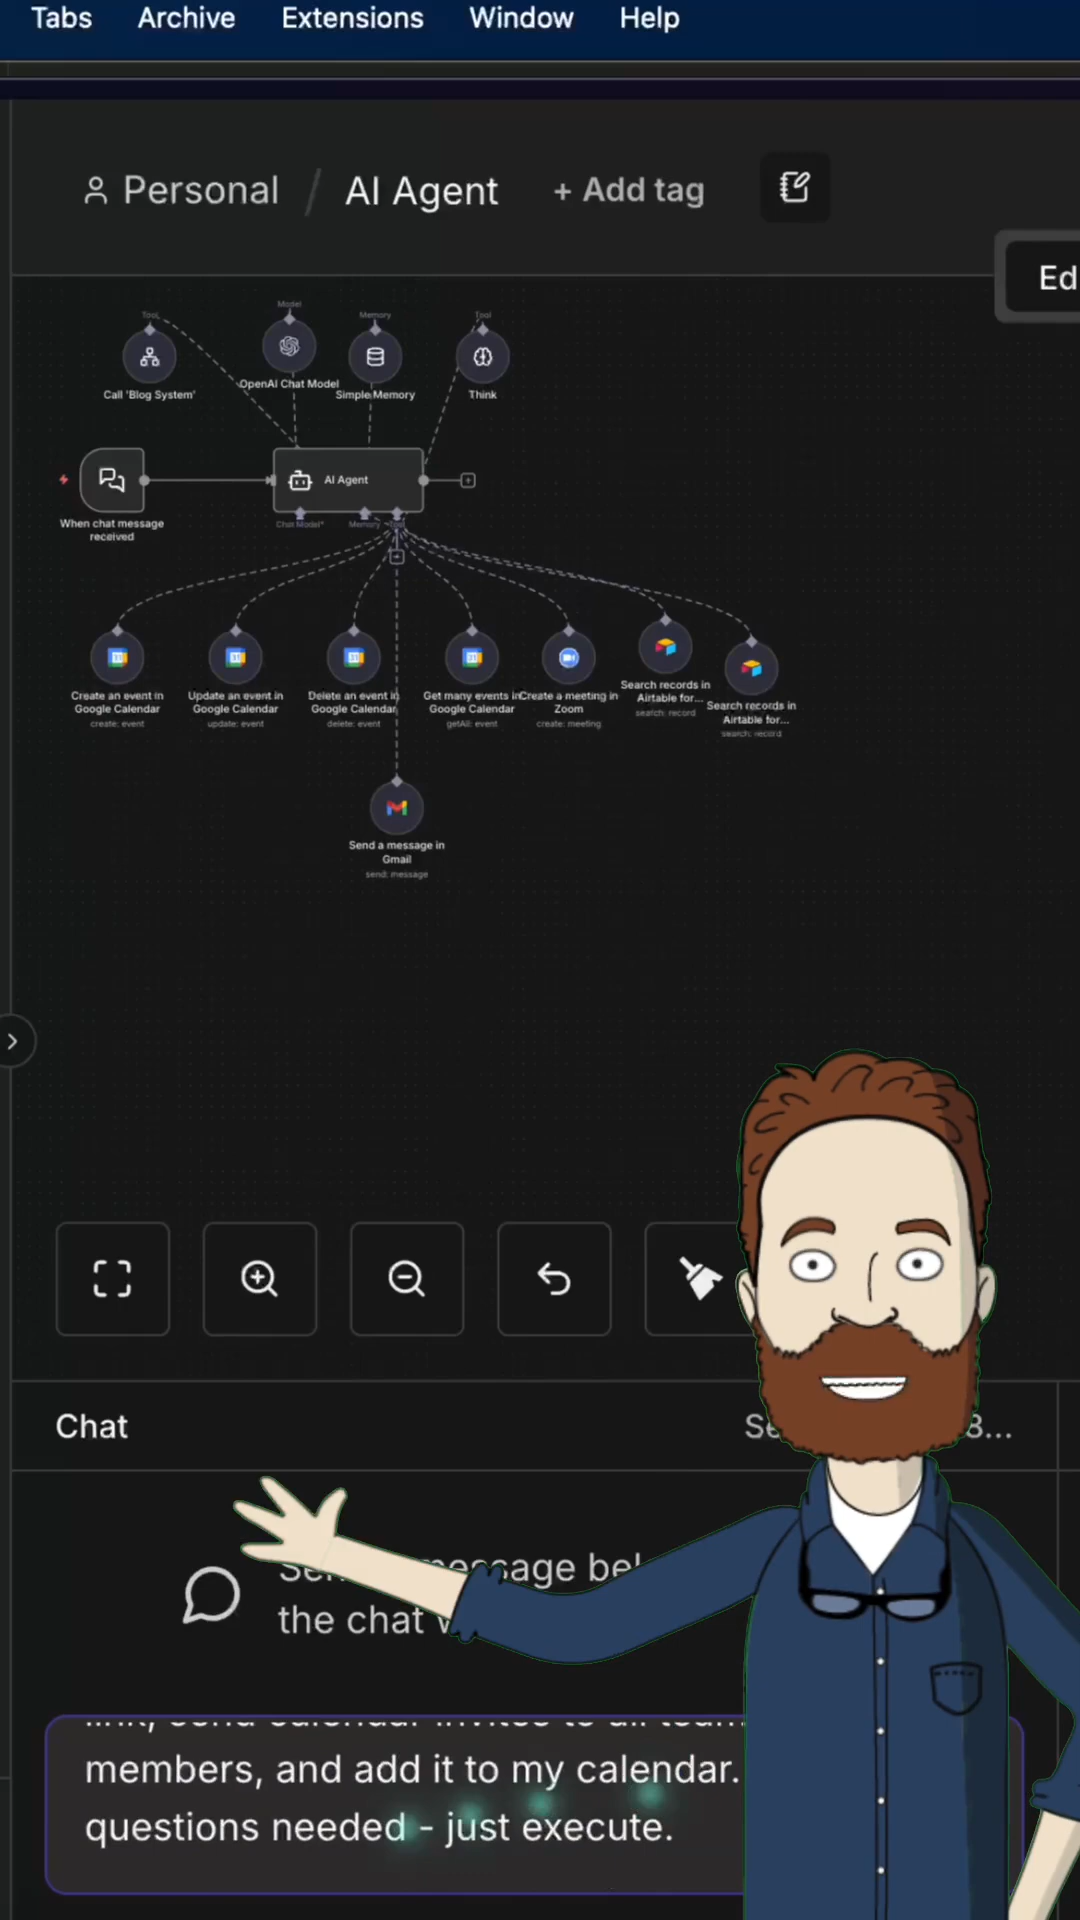 Tabs Archive Extensions Window Help
Personal / AI Agent + Add tag
Ed
Model
Tool Memory Tool
OpenAI Chat Model
Call 'Blog System' Simple Memory Think
AI Agent
When chat message
received
Chat Model* Memory Tool
Create an event in
Google Calendar
create: event
Update an event in
Google Calendar
update: event
Delete an event in
Google Calendar
delete: event
Get many events in
Google Calendar
getAll: event
Create a meeting in
Zoom
create: meeting
Search records in
Airtable for...
search: record
Search records in
Airtable for...
search: record
Send a message in
Gmail
send: message
Chat
the chat
members, and add it to my calendar.
questions needed - just execute.